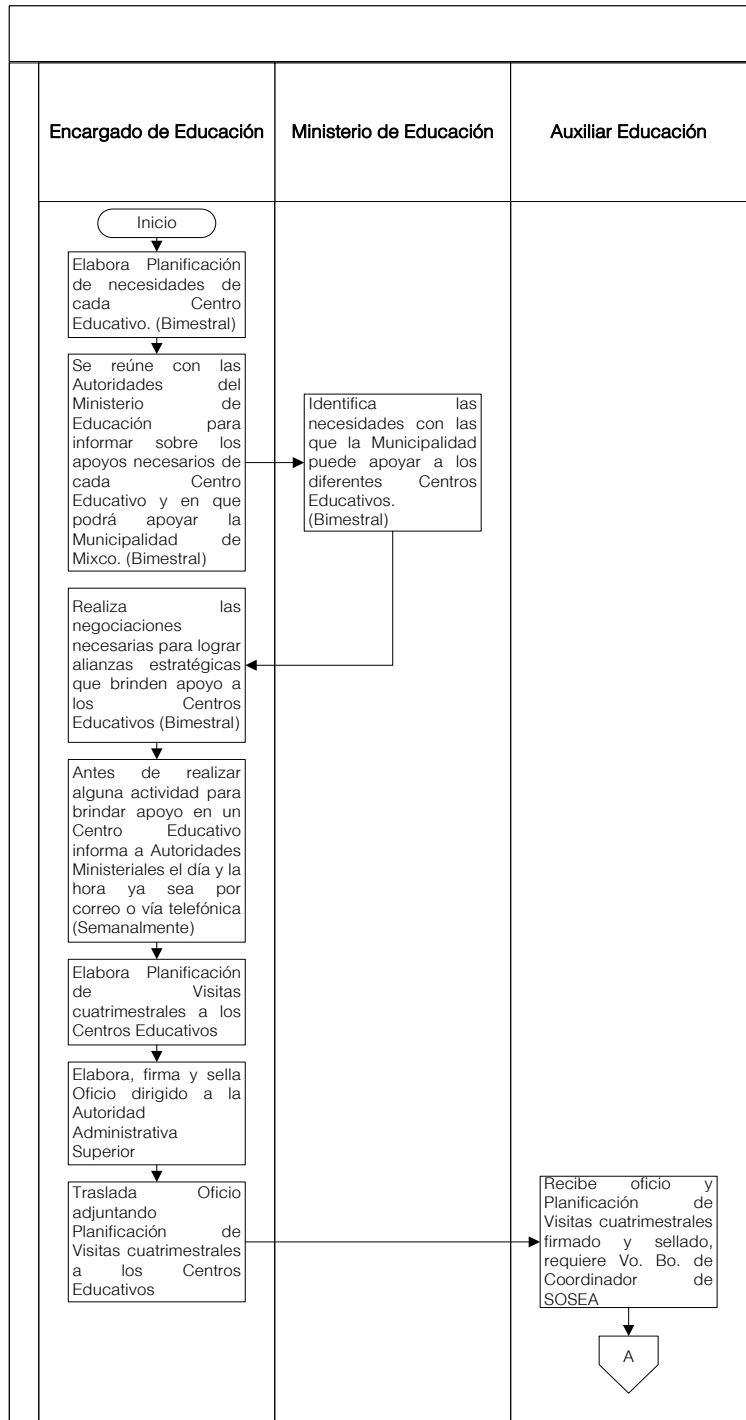 Encargado de Educación
Ministerio de Educación
Auxiliar Educación
Inicio
Elabora Planificación
de necesidades de
cada Centro
Educativo. (Bimestral)
Se reúne con las
Autoridades del
Ministerio de
Educación para
informar sobre los
apoyos necesarios de
cada Centro
Educativo y en que
podrá apoyar la
Municipalidad de
Mixco. (Bimestral)
Identifica las
necesidades con las
que la Municipalidad
puede apoyar a los
diferentes Centros
Educativos.
(Bimestral)
Realiza las
negociaciones
necesarias para lograr
alianzas estratégicas
que brinden apoyo a
los Centros
Educativos (Bimestral)
Antes de realizar
alguna actividad para
brindar apoyo en un
Centro Educativo
informa a Autoridades
Ministeriales el día y la
hora ya sea por
correo o vía telefónica
(Semanalmente)
Elabora Planificación
de Visitas
cuatrimestrales a los
Centros Educativos
Elabora, firma y sella
Oficio dirigido a la
Autoridad
Administrativa
Superior
Traslada Oficio
adjuntando
Planificación de
Visitas cuatrimestrales
a los Centros
Educativos
Recibe oficio y
Planificación de
Visitas cuatrimestrales
firmado y sellado,
requiere Vo. Bo. de
Coordinador de
SOSEA
A